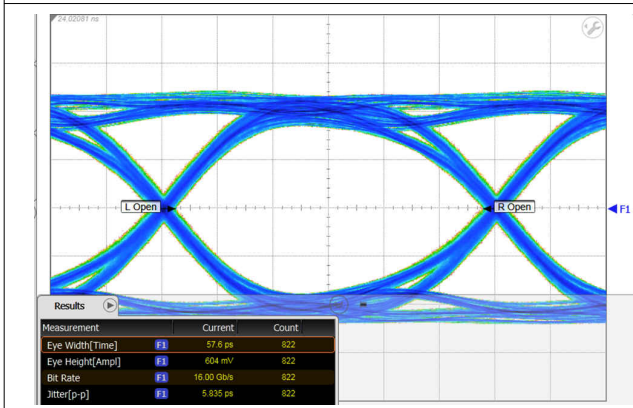 24.02081 ns
L Open
R Open
F1
Results
Measurement Current Count
Eye Width[Time] F1 57.6 ps 822
Eye Height[Ampl] F1 604 mV 822
Bit Rate F1 16.00 Gb/s 822
Jitter[p-p] F1 5.835 ps 822